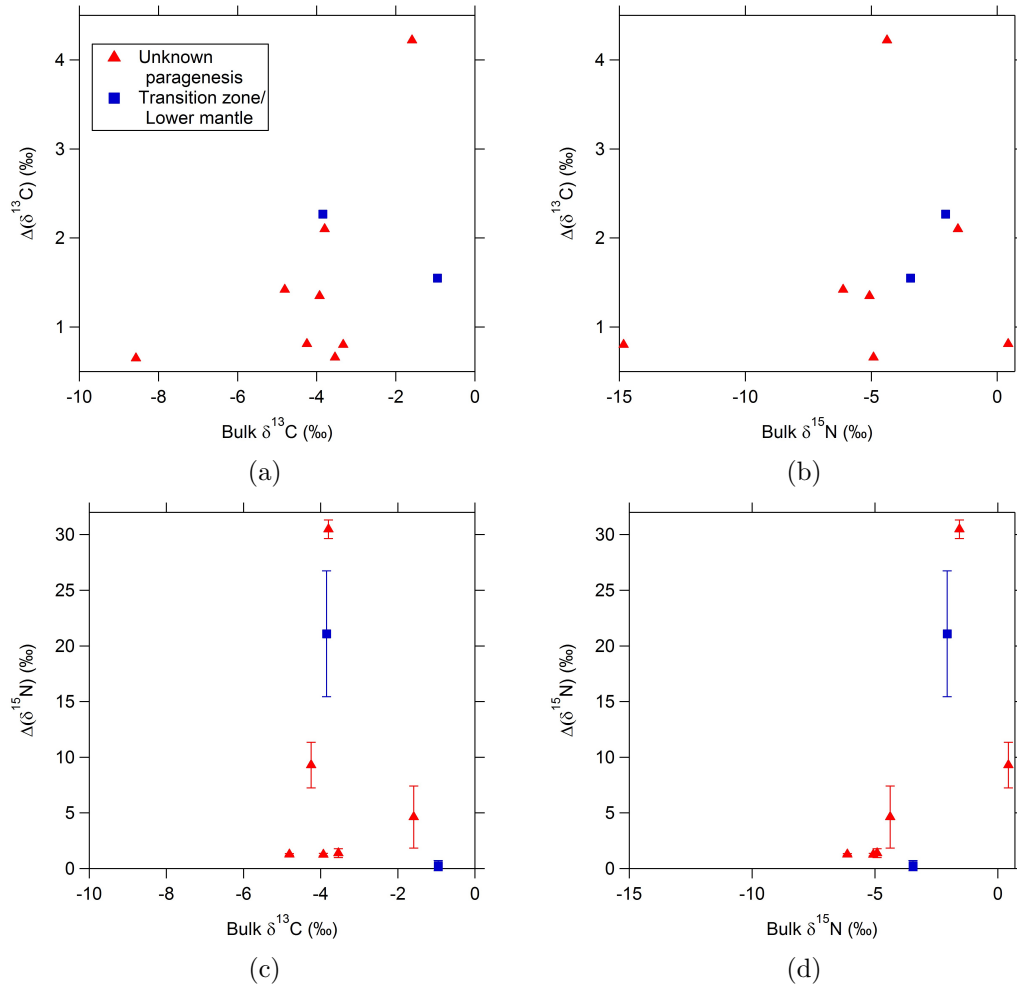 4
3
2
1
Δ(δ13C) (‰)
Unknown
paragenesis
Transition zone/
Lower mantle
-10
-8
-6
-4
-2
0
Bulk δ13C (‰)
(a)
4
3
2
1
Δ(δ13C) (‰)
-15
-10
-5
0
Bulk δ15N (‰)
(b)
30
25
20
15
10
5
0
Δ(δ15N) (‰)
-10
-8
-6
-4
-2
0
Bulk δ13C (‰)
(c)
30
25
20
15
10
5
0
Δ(δ15N) (‰)
-15
-10
-5
0
Bulk δ15N (‰)
(d)